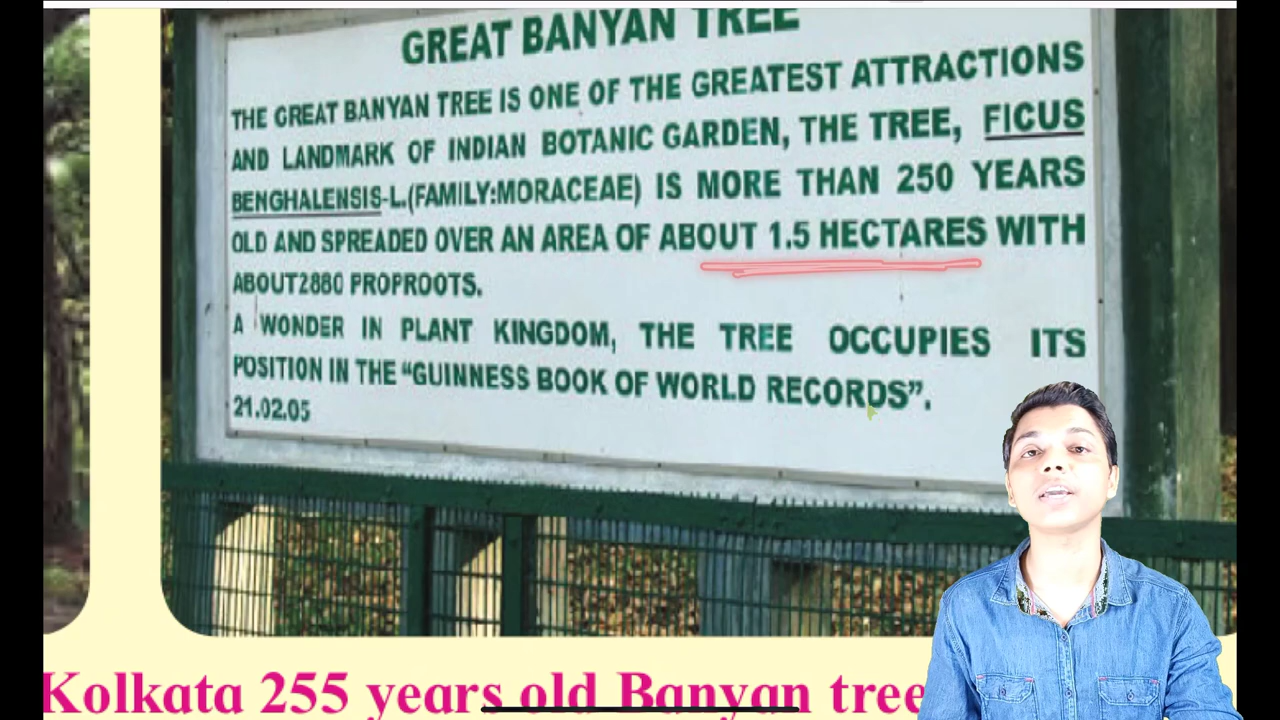 GREAT BANYAN TREE
THE GREAT BANYAN TREE IS ONE OF THE GREATEST ATTRACTIONS
AND LANDMARK OF INDIAN BOTANIC GARDEN, THE TREE, FICUS
BENGHALENSIS-L.(FAMILY:MORACEAE) IS MORE THAN 250 YEARS
OLD AND SPREADED OVER AN AREA OF ABOUT 1.5 HECTARES WITH
ABOUT2880 PROPROOTS.
A WONDER IN PLANT KINGDOM, THE TREE OCCUPIES ITS
POSITION IN THE "GUINNESS BOOK OF WORLD RECORDS".
21.02.05
Kolkata 255 years old Banyan tree